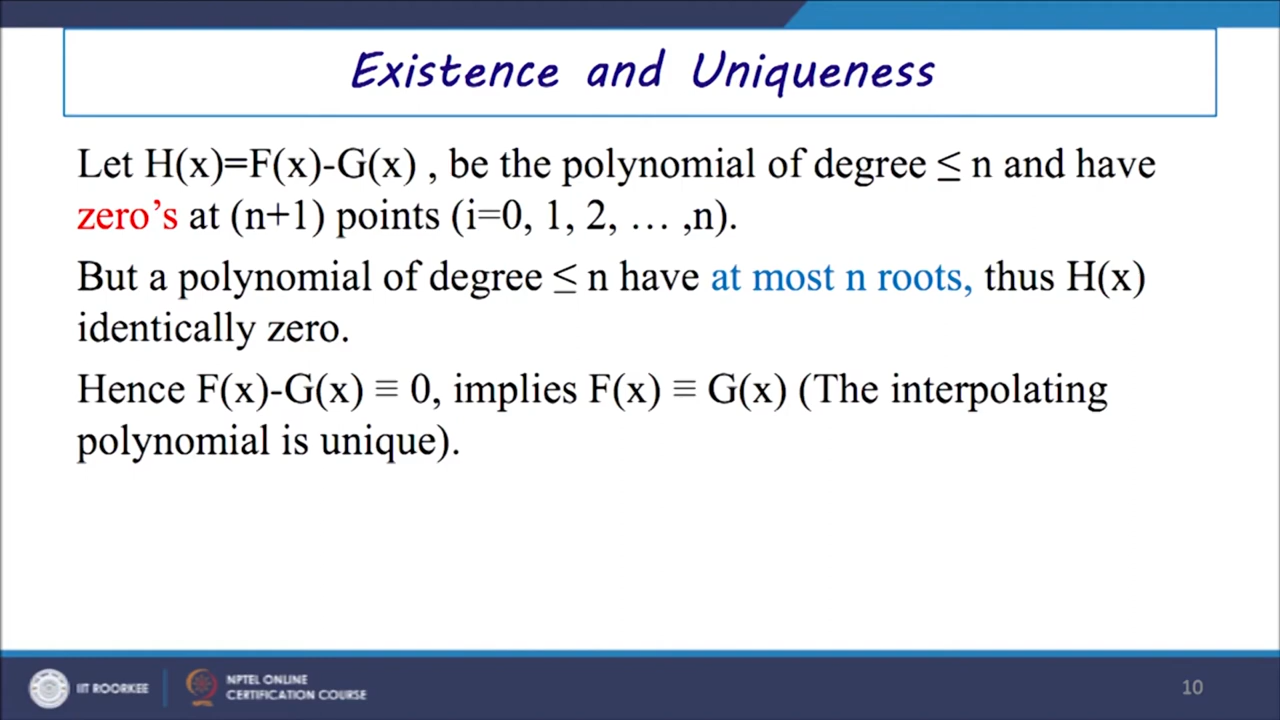 Existence and Uniqueness
Let H(x)=F(x)-G(x) , be the polynomial of degree ≤ n and have
zero’s at (n+1) points (i=0, 1, 2, … ,n).
But a polynomial of degree ≤ n have at most n roots, thus H(x)
identically zero.
Hence F(x)-G(x) ≡ 0, implies F(x) ≡ G(x) (The interpolating
polynomial is unique).
IIT ROORKEE
NPTEL ONLINE
CERTIFICATION COURSE
10